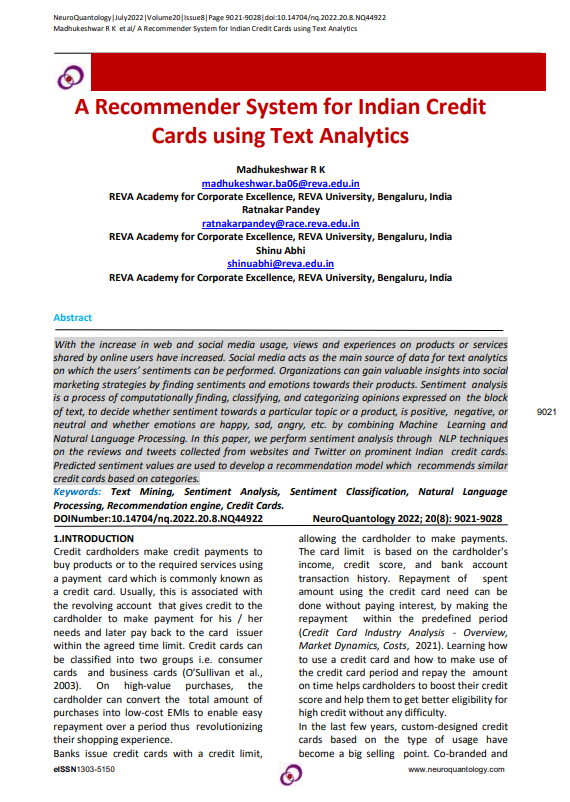 NeuroQuantology|July2022|Volume20|Issue8|Page 9021-9028|doi:10.14704/nq.2022.20.8.NQ44922
Madhukeshwar R K et al/ A Recommender System for Indian Credit Cards using Text Analytics
A Recommender System for Indian Credit
Cards using Text Analytics
Madhukeshwar R K
madhukeshwar.ba06@reva.edu.in
REVA Academy for Corporate Excellence, REVA University, Bengaluru, India
Ratnakar Pandey
ratnakarpandey@race.reva.edu.in
REVA Academy for Corporate Excellence, REVA University, Bengaluru, India
Shinu Abhi
shinuabhi@reva.edu.in
REVA Academy for Corporate Excellence, REVA University, Bengaluru, India
Abstract
With the increase in web and social media usage, views and experiences on products or services
shared by online users have increased. Social media acts as the main source of data for text analytics
on which the users' sentiments can be performed. Organizations can gain valuable insights into social
marketing strategies by finding sentiments and emotions towards their products. Sentiment analysis
is a process of computationally finding, classifying, and categorizing opinions expressed on the block
of text, to decide whether sentiment towards a particular topic or a product, is positive, negative, or
neutral and whether emotions are happy, sad, angry, etc. by combining Machine Learning and
Natural Language Processing. In this paper, we perform sentiment analysis through NLP techniques
on the reviews and tweets collected from websites and Twitter on prominent Indian credit cards.
Predicted sentiment values are used to develop a recommendation model which recommends similar
credit cards based on categories.
9021
Keywords: Text Mining, Sentiment Analysis, Sentiment Classification, Natural Language
Processing, Recommendation engine, Credit Cards.
DOINumber:10.14704/nq.2022.20.8.NQ44922 NeuroQuantology 2022; 20(8): 9021-9028
1.INTRODUCTION
Credit cardholders make credit payments to
buy products or to the required services using
a payment card which is commonly known as
a credit card. Usually, this is associated with
the revolving account that gives credit to the
cardholder to make payment for his / her
needs and later pay back to the card issuer
within the agreed time limit. Credit cards can
be classified into two groups i.e. consumer
cards and business cards (O'Sullivan et al.,
2003). On high-value purchases, the
cardholder can convert the total amount of
purchases into low-cost EMIs to enable easy
repayment over a period thus revolutionizing
their shopping experience.
Banks issue credit cards with a credit limit,
allowing the cardholder to make payments.
The card limit is based on the cardholder's
income, credit score, and bank account
transaction history. Repayment of spent
amount using the credit card need can be
done without paying interest, by making the
repayment within the predefined period
(Credit Card Industry Analysis - Overview,
Market Dynamics, Costs, 2021). Learning how
to use a credit card and how to make use of
the credit card period and repay the amount
on time helps cardholders to boost their credit
score and help them to get better eligibility for
high credit without any difficulty.
In the last few years, custom-designed credit
cards based on the type of usage have
become a big selling point. Co-branded and
eISSN1303-5150
www.neuroquantology.com